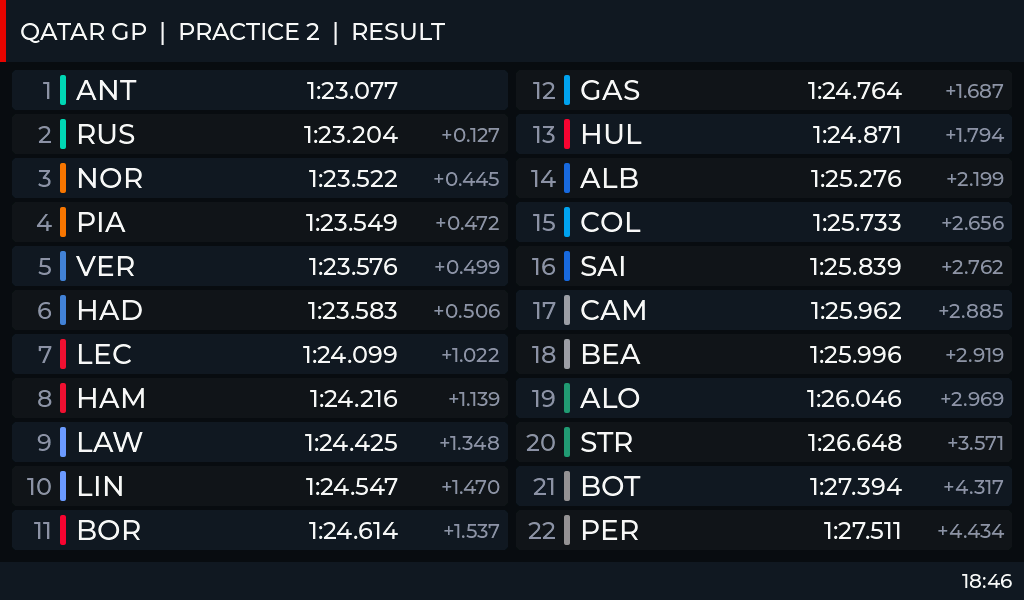 QATAR GP | PRACTICE 2 | RESULT
1 ANT 1:23.077
2 RUS 1:23.204 +0.127
3 NOR 1:23.522 +0.445
4 PIA 1:23.549 +0.472
5 VER 1:23.576 +0.499
6 HAD 1:23.583 +0.506
7 LEC 1:24.099 +1.022
8 HAM 1:24.216 +1.139
9 LAW 1:24.425 +1.348
10 LIN 1:24.547 +1.470
11 BOR 1:24.614 +1.537
12 GAS 1:24.764 +1.687
13 HUL 1:24.871 +1.794
14 ALB 1:25.276 +2.199
15 COL 1:25.733 +2.656
16 SAI 1:25.839 +2.762
17 CAM 1:25.962 +2.885
18 BEA 1:25.996 +2.919
19 ALO 1:26.046 +2.969
20 STR 1:26.648 +3.571
21 BOT 1:27.394 +4.317
22 PER 1:27.511 +4.434
18:46